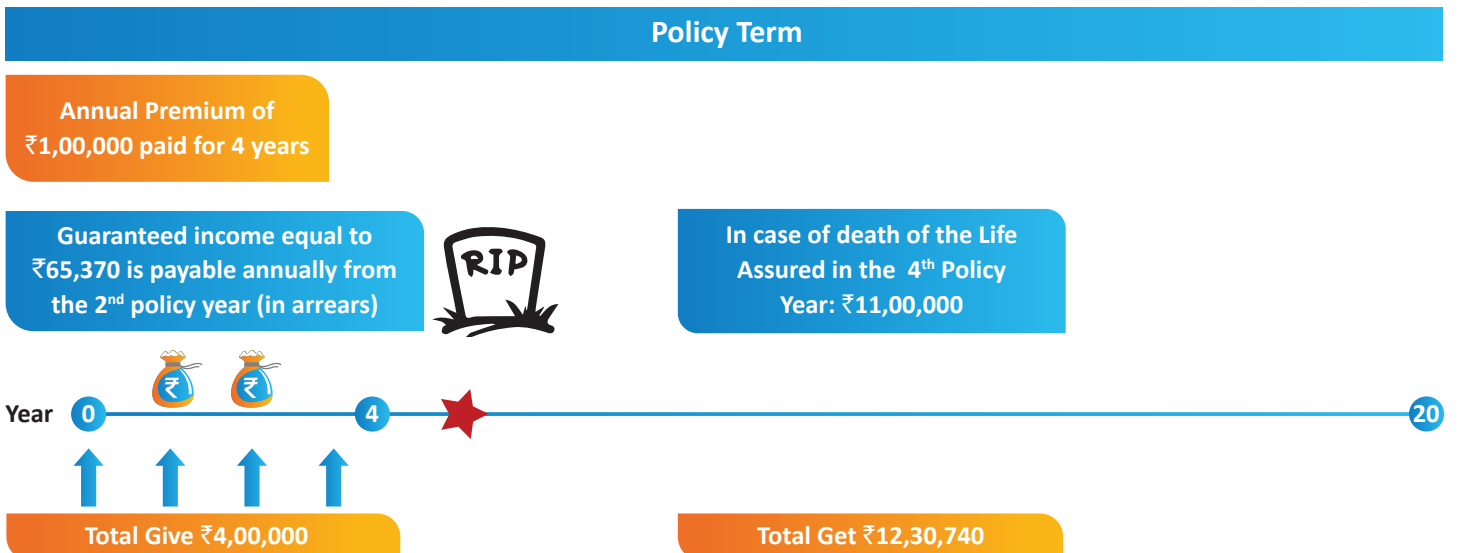 Policy Term
Annual Premium of
₹1,00,000 paid for 4 years
Guaranteed income equal to
₹65,370 is payable annually from
the 2nd policy year (in arrears)
RIP
In case of death of the Life
Assured in the 4th Policy
Year: ₹11,00,000
₹ ₹
Year 0 4 20
Total Give ₹4,00,000
Total Get ₹12,30,740